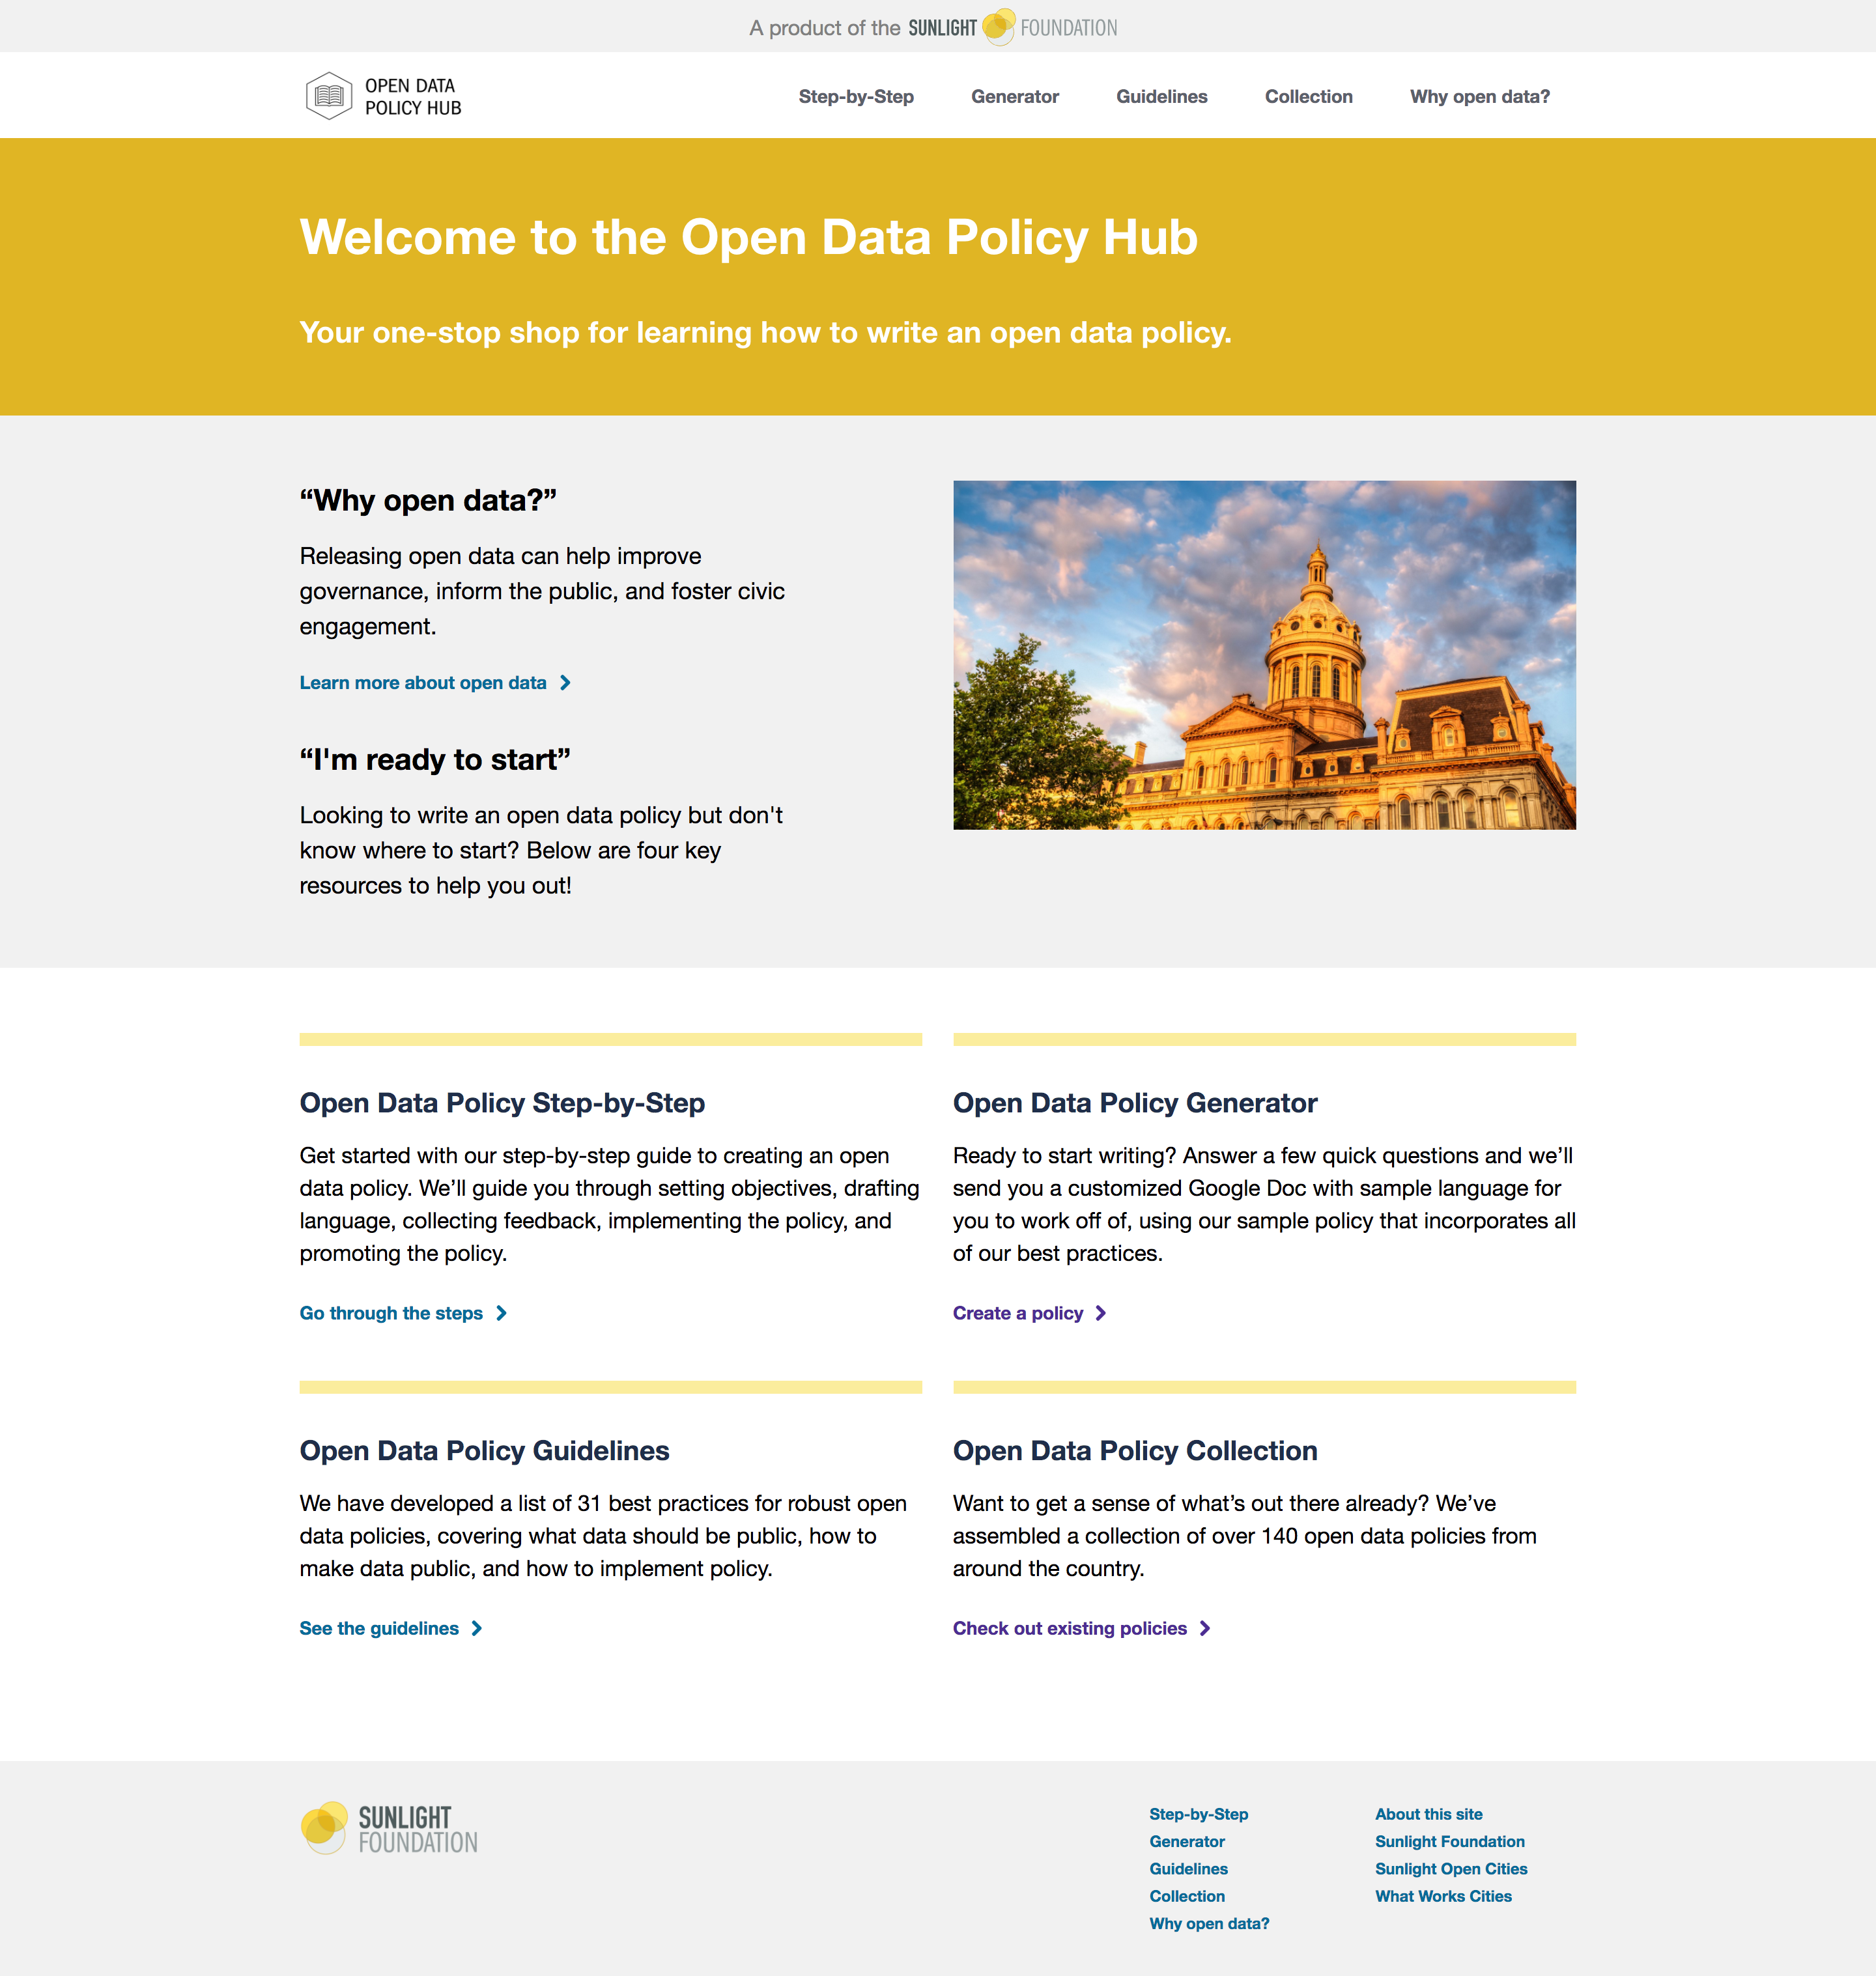 A product of the SUNLIGHT FOUNDATION
OPEN DATA
POLICY HUB
Step-by-Step Generator Guidelines Collection Why open data?
Welcome to the Open Data Policy Hub
Your one-stop shop for learning how to write an open data policy.
“Why open data?”
Releasing open data can help improve
governance, inform the public, and foster civic
engagement.
Learn more about open data
“I'm ready to start”
Looking to write an open data policy but don't
know where to start? Below are four key
resources to help you out!
Open Data Policy Step-by-Step
Get started with our step-by-step guide to creating an open
data policy. We’ll guide you through setting objectives, drafting
language, collecting feedback, implementing the policy, and
promoting the policy.
Go through the steps
Open Data Policy Generator
Ready to start writing? Answer a few quick questions and we’ll
send you a customized Google Doc with sample language for
you to work off of, using our sample policy that incorporates all
of our best practices.
Create a policy
Open Data Policy Guidelines
We have developed a list of 31 best practices for robust open
data policies, covering what data should be public, how to
make data public, and how to implement policy.
See the guidelines
Open Data Policy Collection
Want to get a sense of what’s out there already? We’ve
assembled a collection of over 140 open data policies from
around the country.
Check out existing policies
SUNLIGHT
FOUNDATION
Step-by-Step
Generator
Guidelines
Collection
Why open data?
About this site
Sunlight Foundation
Sunlight Open Cities
What Works Cities